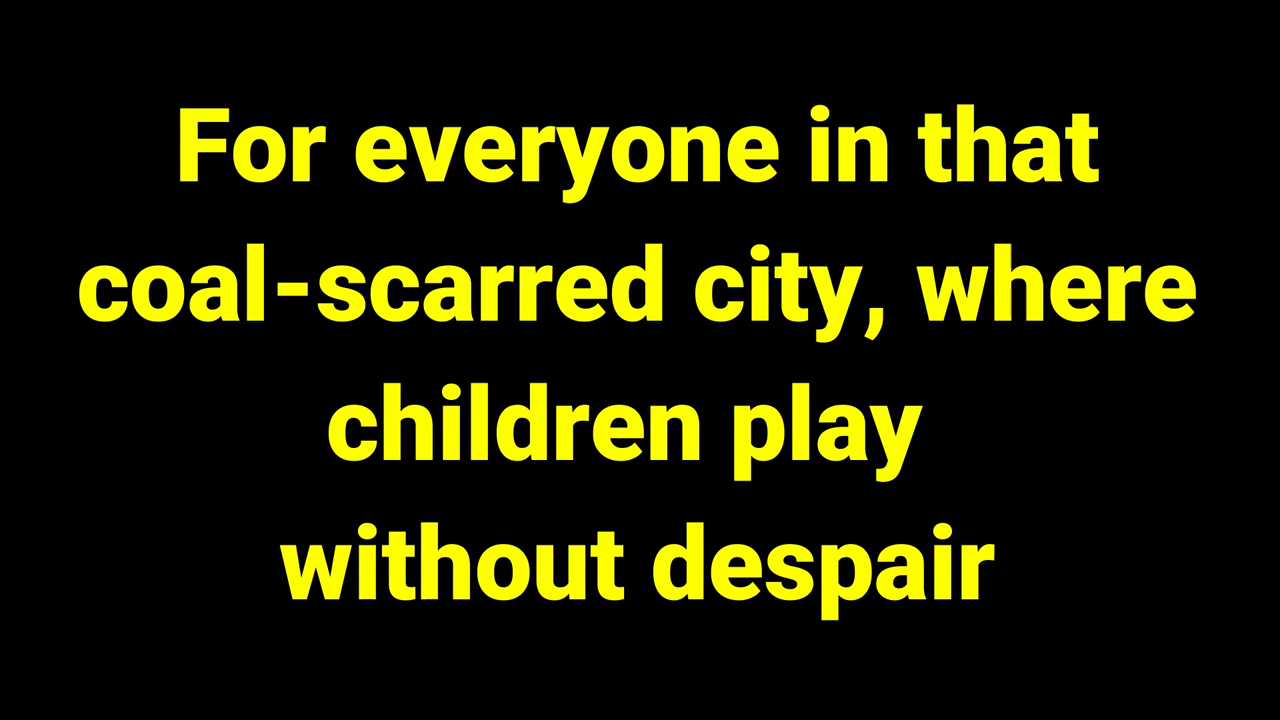 For everyone in that
coal-scarred city, where
children play
without despair